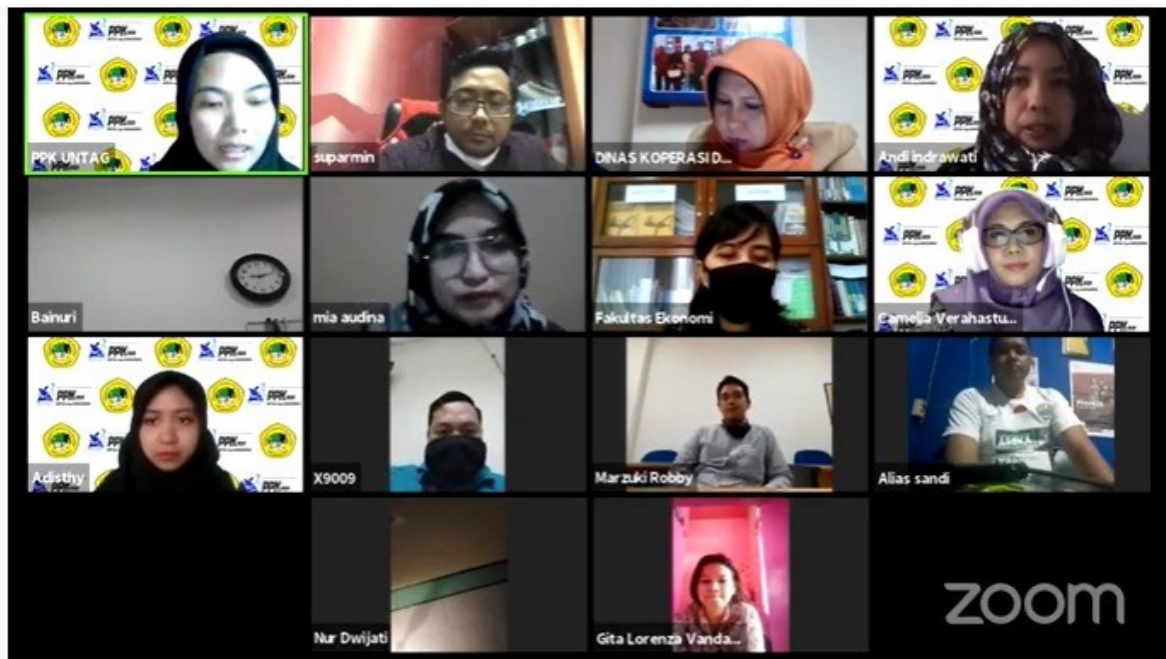 PPK UNTAG
suparmin
DINAS KOPERASI D...
Andi indrawati
Bainuri
mia audina
Fakultas Ekonomi
Camelia Verahastu...
Adisthy
X9009
Marzuki Robby
Alias sandi
Nur Dwijati
Gita Lorenza Vanda...
zoom